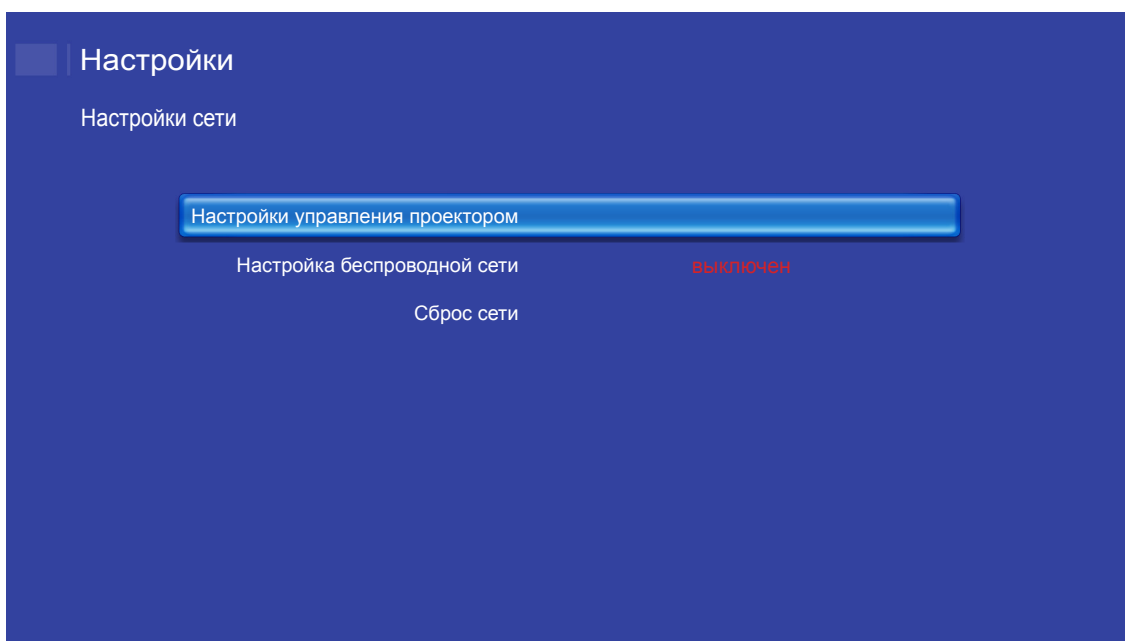 Настройки
Настройки сети
Настройки управления проектором
Настройка беспроводной сети выключен
Сброс сети